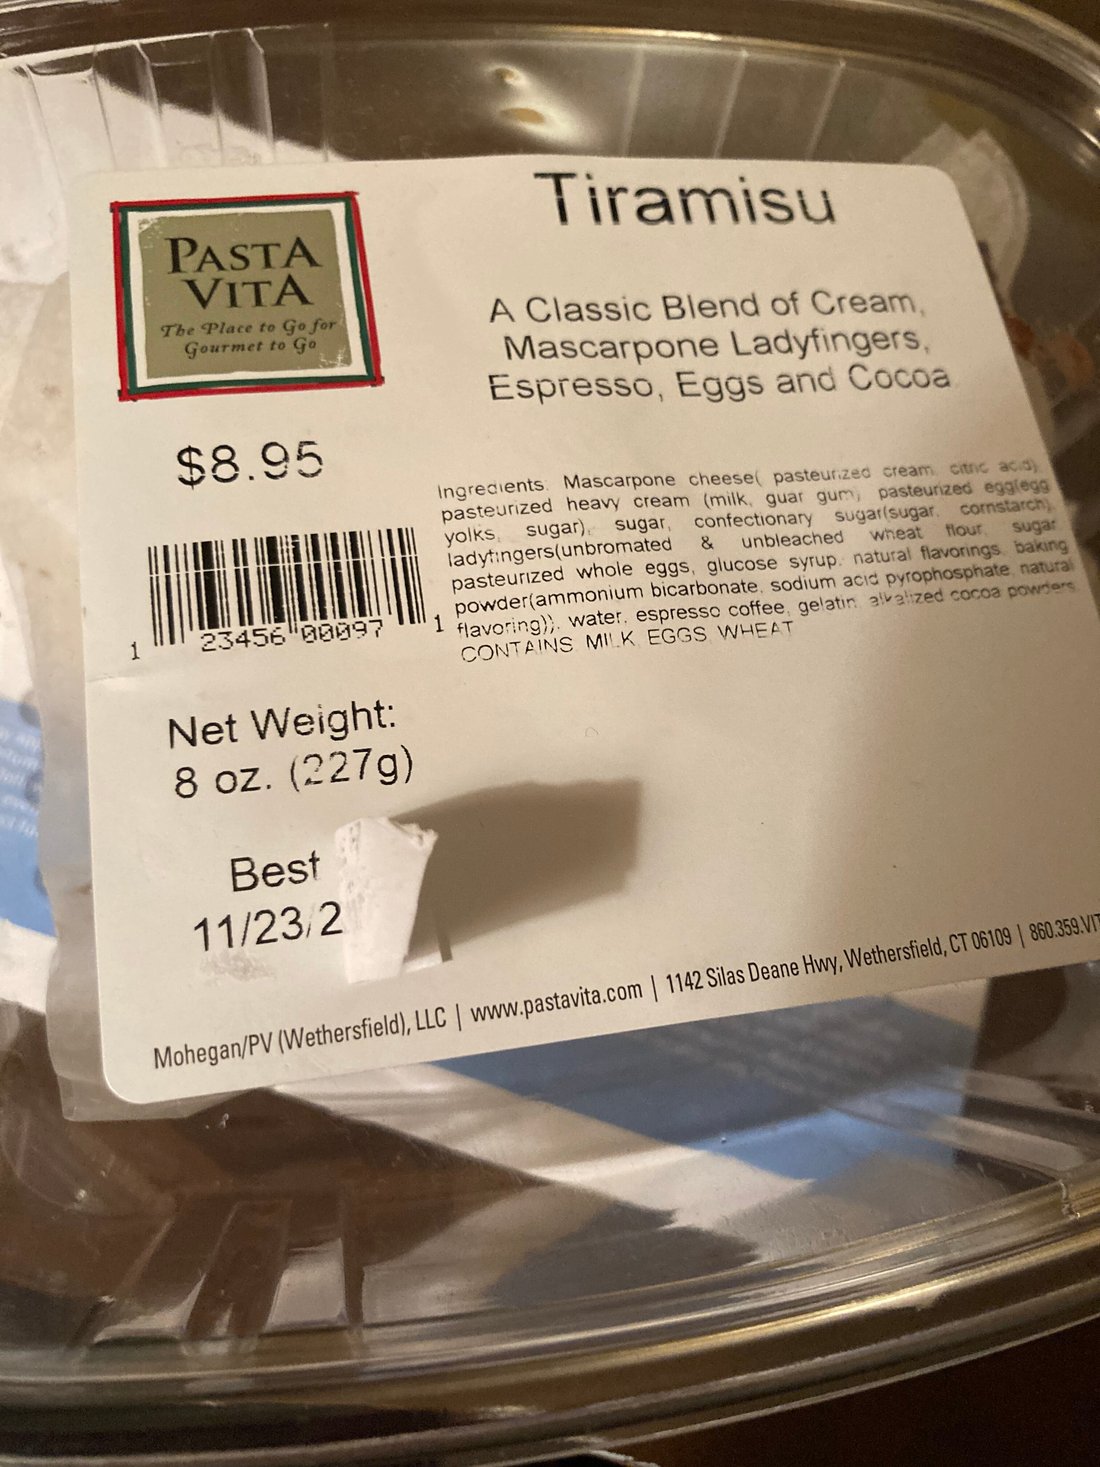 Tiramisu
PASTA
VITA
The Place to Go for
Gourmet to Go
A Classic Blend of Cream,
Mascarpone Ladyfingers,
Espresso, Eggs and Cocoa
$8.95
Ingredients: Mascarpone cheese( pasteurized cream, citric acid),
pasteurized heavy cream (milk, guar gum, pasteurized egg(egg
yolks, sugar), sugar, confectionary sugar(sugar, cornstarch),
ladyfingers(unbromated & unbleached wheat flour, sugar,
pasteurized whole eggs, glucose syrup, natural flavorings, baking
powder(ammonium bicarbonate, sodium acid pyrophosphate, natural
flavoring)), water, espresso coffee, gelatin, alkalized cocoa powders.
CONTAINS: MILK, EGGS, WHEAT
1 23456 00097 1
Net Weight:
8 oz. (227g)
Best
11/23/2
Mohegan/PV (Wethersfield), LLC | www.pastavita.com | 1142 Silas Deane Hwy, Wethersfield, CT 06109 | 860.359.VIT